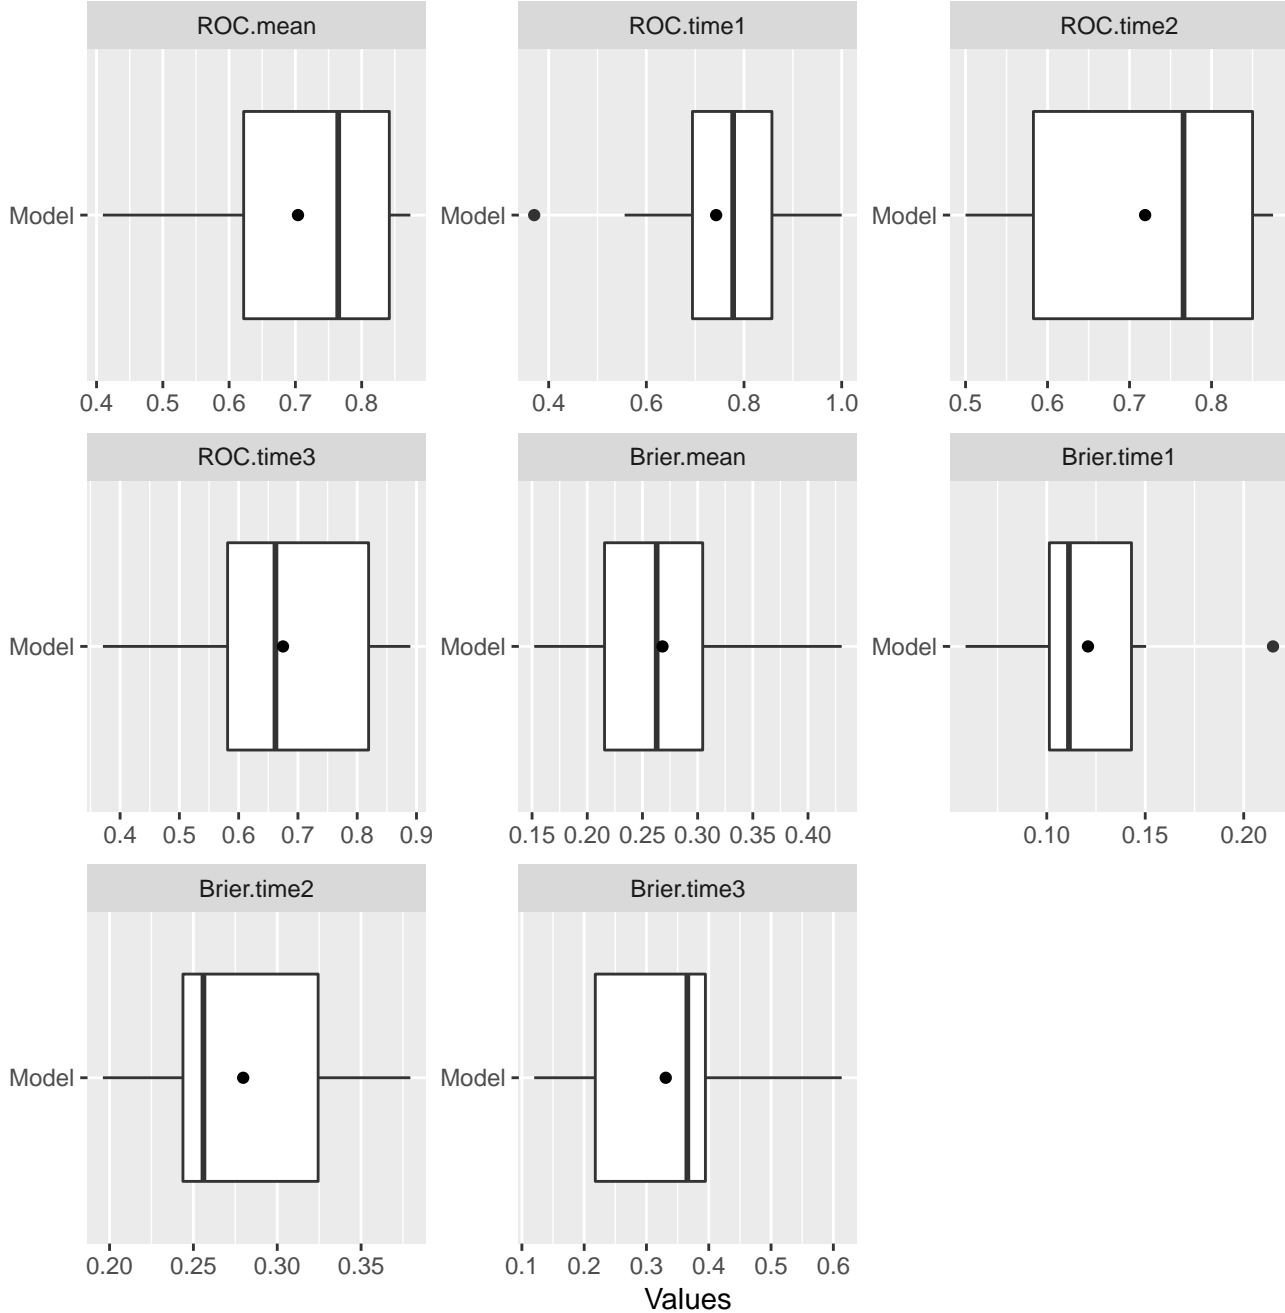 ROC.mean
ROC.time1
ROC.time2
Model
Model
Model
0.4 0.5 0.6 0.7 0.8
0.4 0.6 0.8 1.0
0.5 0.6 0.7 0.8
ROC.time3
Brier.mean
Brier.time1
Model
Model
Model
0.4 0.5 0.6 0.7 0.8 0.9
0.15 0.20 0.25 0.30 0.35 0.40
0.10 0.15 0.20
Brier.time2
Brier.time3
Model
Model
0.20 0.25 0.30 0.35
0.1 0.2 0.3 0.4 0.5 0.6
Values